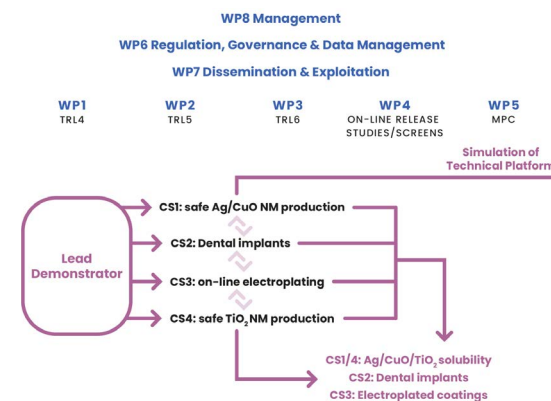 WP8 Management
WP6 Regulation, Governance & Data Management
WP7 Dissemination & Exploitation
WP1
TRL4
WP2
TRL5
WP3
TRL6
WP4
ON-LINE RELEASE
STUDIES/SCREENS
WP5
MPC
Simulation of
Technical Platform
Lead
Demonstrator
CS1: safe Ag/CuO NM production
CS2: Dental implants
CS3: on-line electroplating
CS4: safe TiO₂ NM production
CS1/4: Ag/CuO/TiO₂ solubility
CS2: Dental implants
CS3: Electroplated coatings